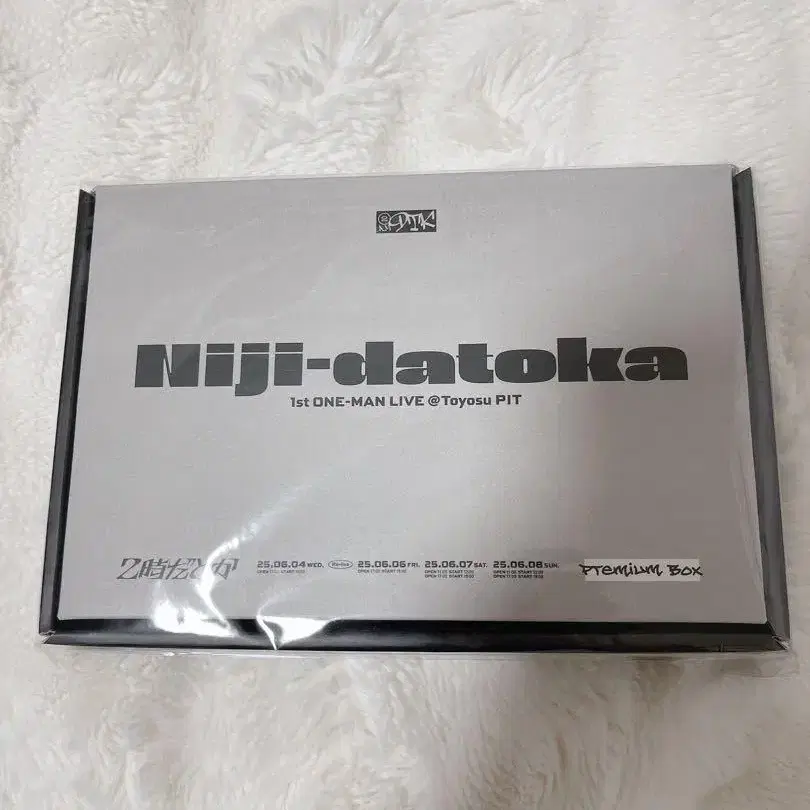 DTK
Niji-datoka
1st ONE-MAN LIVE @Toyosu PIT
2時だとか
25.06.04 WED. 25.06.06 FRI. 25.06.07 SAT. 25.06.08 SUN.
PremiUM BOX